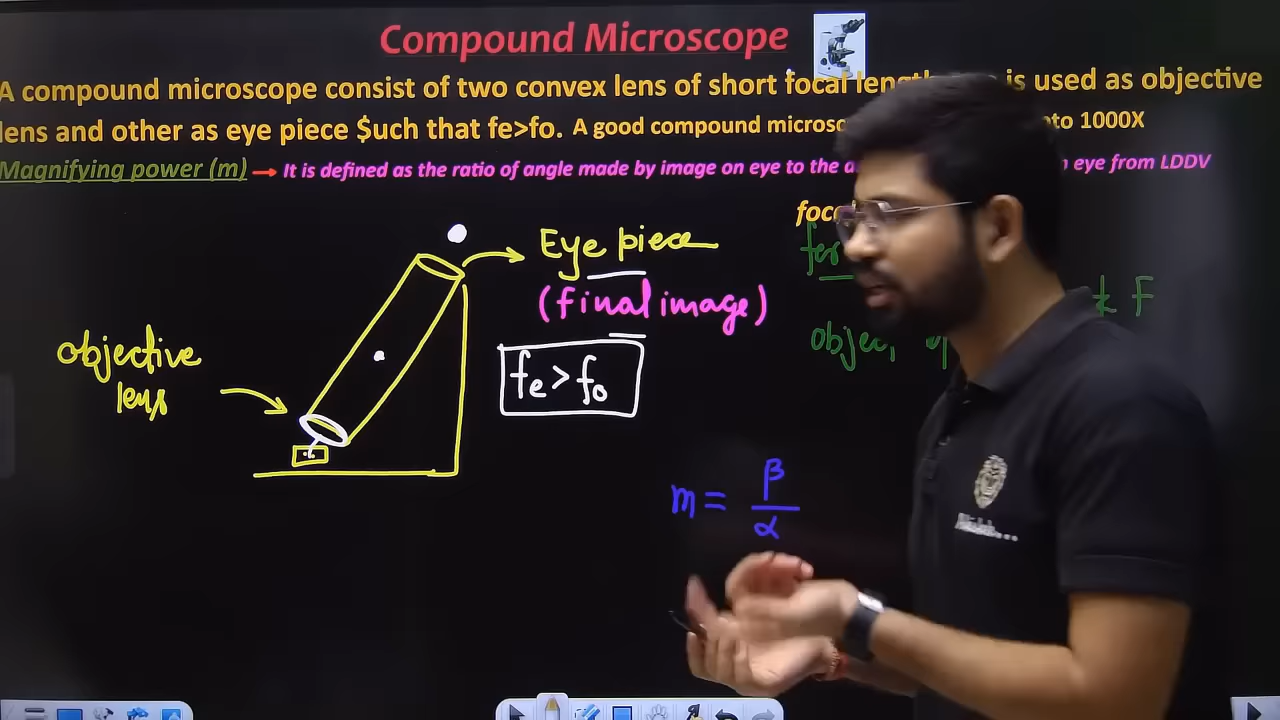 Compound Microscope
A compound microscope consist of two convex lens of short focal is used as objective
lens and other as eye piece $uch that fe>fo. A good compound 1000X
Magnifying power (m) → It is defined as the ratio of angle made by image on eye to the eye from LDDV
Eye piece
(final image)
objective
lens
fe > fo
F
m = β/α